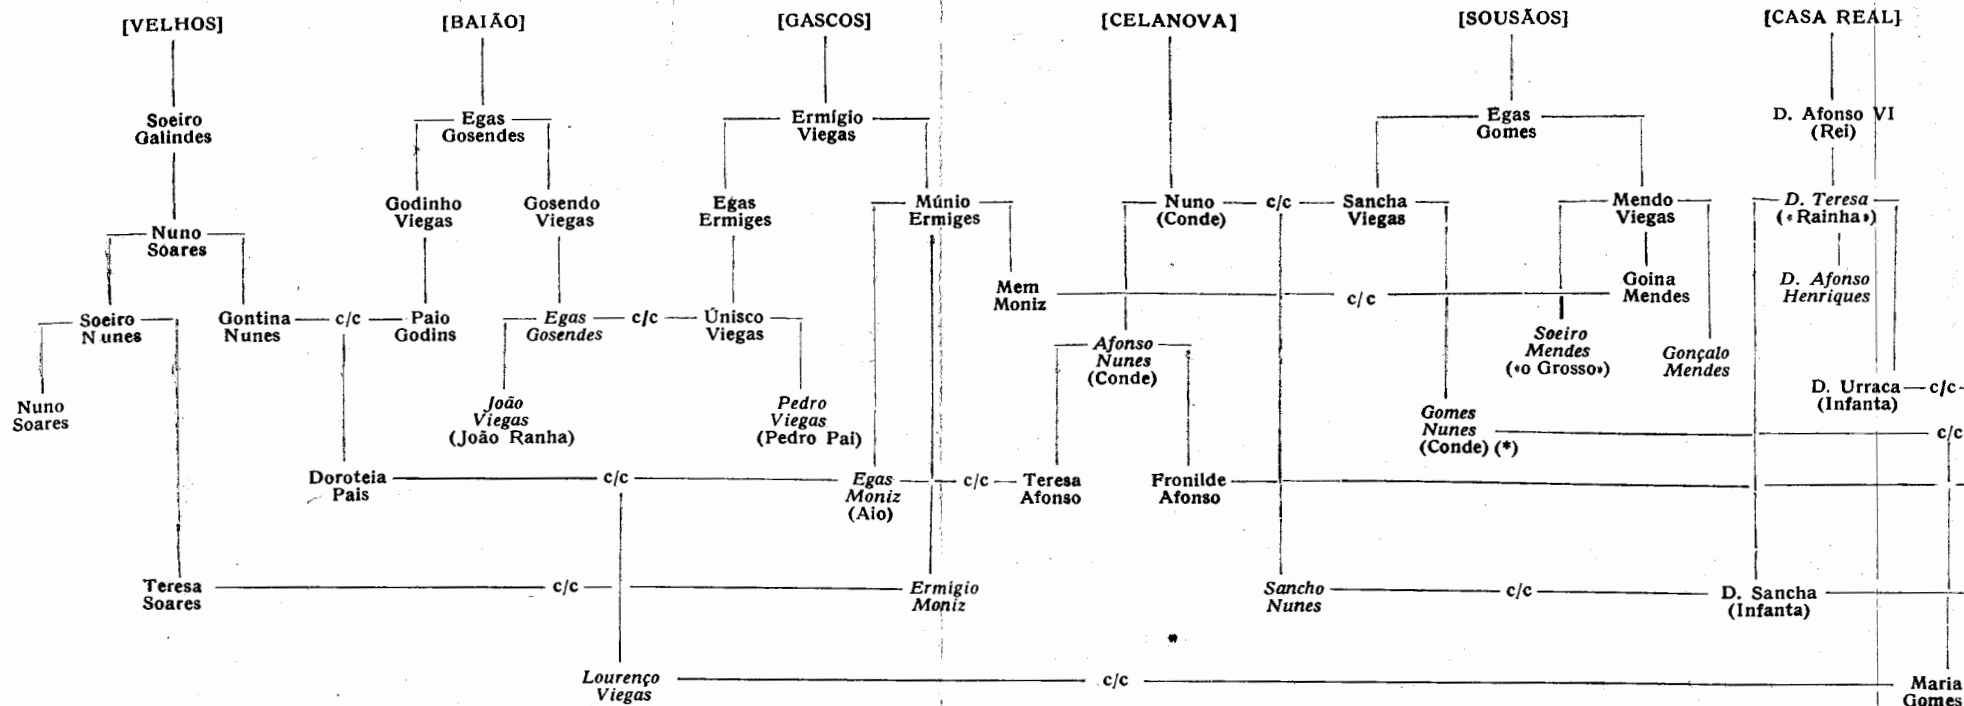 [VELHOS] [BAIÃO] [GASCOS] [CELANOVA] [SOUSÃOS] [CASA REAL]
Soeiro
Galindes
Egas
Gosendes
Ermígio
Viegas
Egas
Gomes
D. Afonso VI
(Rei)
Nuno
Soares
Godinho
Viegas
Gosendo
Viegas
Egas
Ermiges
Múnio
Ermiges
Nuno
(Conde)
c/c
Sancha
Viegas
Mendo
Viegas
D. Teresa
(«Rainha»)
Mem
Moniz
c/c
Goina
Mendes
D. Afonso
Henriques
Soeiro
Nunes
Gontina
Nunes
c/c
Paio
Godins
Egas
Gosendes
c/c
Únisco
Viegas
Afonso
Nunes
(Conde)
Soeiro
Mendes
(«o Grosso»)
Gonçalo
Mendes
Nuno
Soares
João
Viegas
(João Ranha)
Pedro
Viegas
(Pedro Pai)
Gomes
Nunes
(Conde) (*)
c/c
D. Urraca
(Infanta)
c/c
Doroteia
Pais
c/c
Egas
Moniz
(Aio)
c/c
Teresa
Afonso
Fronilde
Afonso
Teresa
Soares
c/c
Ermígio
Moniz
Sancho
Nunes
c/c
D. Sancha
(Infanta)
Lourenço
Viegas
c/c
Maria
Gomes